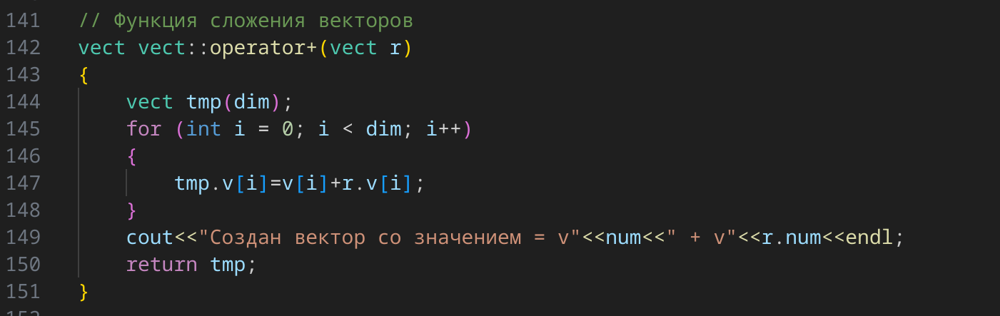 141 // Функция сложения векторов
142 vect vect::operator+(vect r)
143 {
144     vect tmp(dim);
145     for (int i = 0; i < dim; i++)
146     {
147         tmp.v[i]=v[i]+r.v[i];
148     }
149     cout<<"Создан вектор со значением = v"<<num<<" + v"<<r.num<<endl;
150     return tmp;
151 }